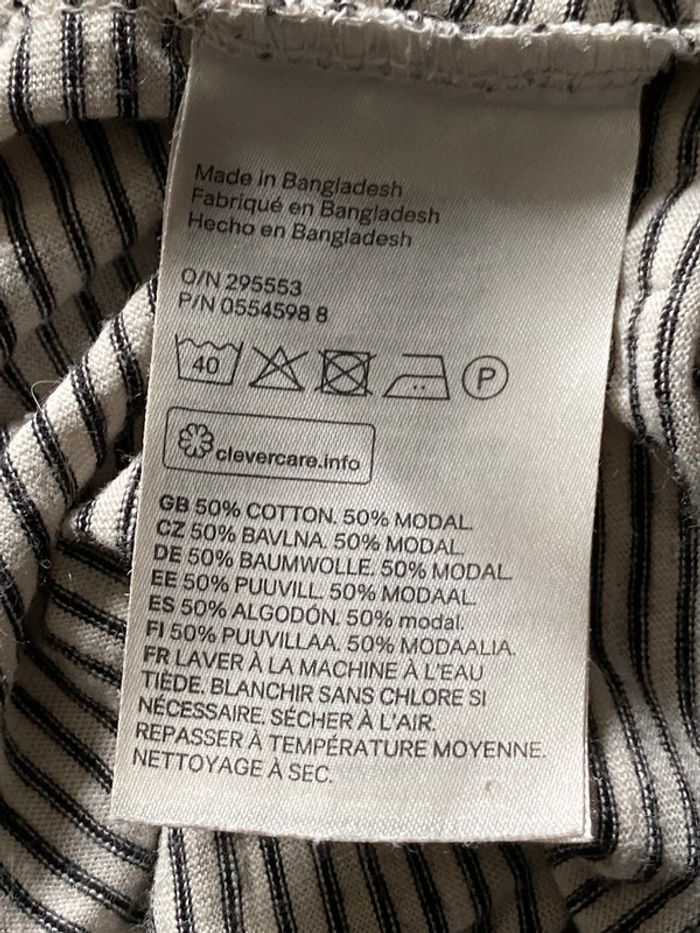 Made in Bangladesh
Fabriqué en Bangladesh
Hecho en Bangladesh
O/N 295553
P/N 0554598 8
40 P
clevercare.info
GB 50% COTTON. 50% MODAL.
CZ 50% BAVLNA. 50% MODAL.
DE 50% BAUMWOLLE. 50% MODAL.
EE 50% PUUVILL. 50% MODAAL.
ES 50% ALGODÓN. 50% modal.
FI 50% PUUVILLAA. 50% MODAALIA.
FR LAVER À LA MACHINE À L'EAU
TIÈDE. BLANCHIR SANS CHLORE SI
NÉCESSAIRE. SÉCHER À L'AIR.
REPASSER À TEMPÉRATURE MOYENNE.
NETTOYAGE À SEC.